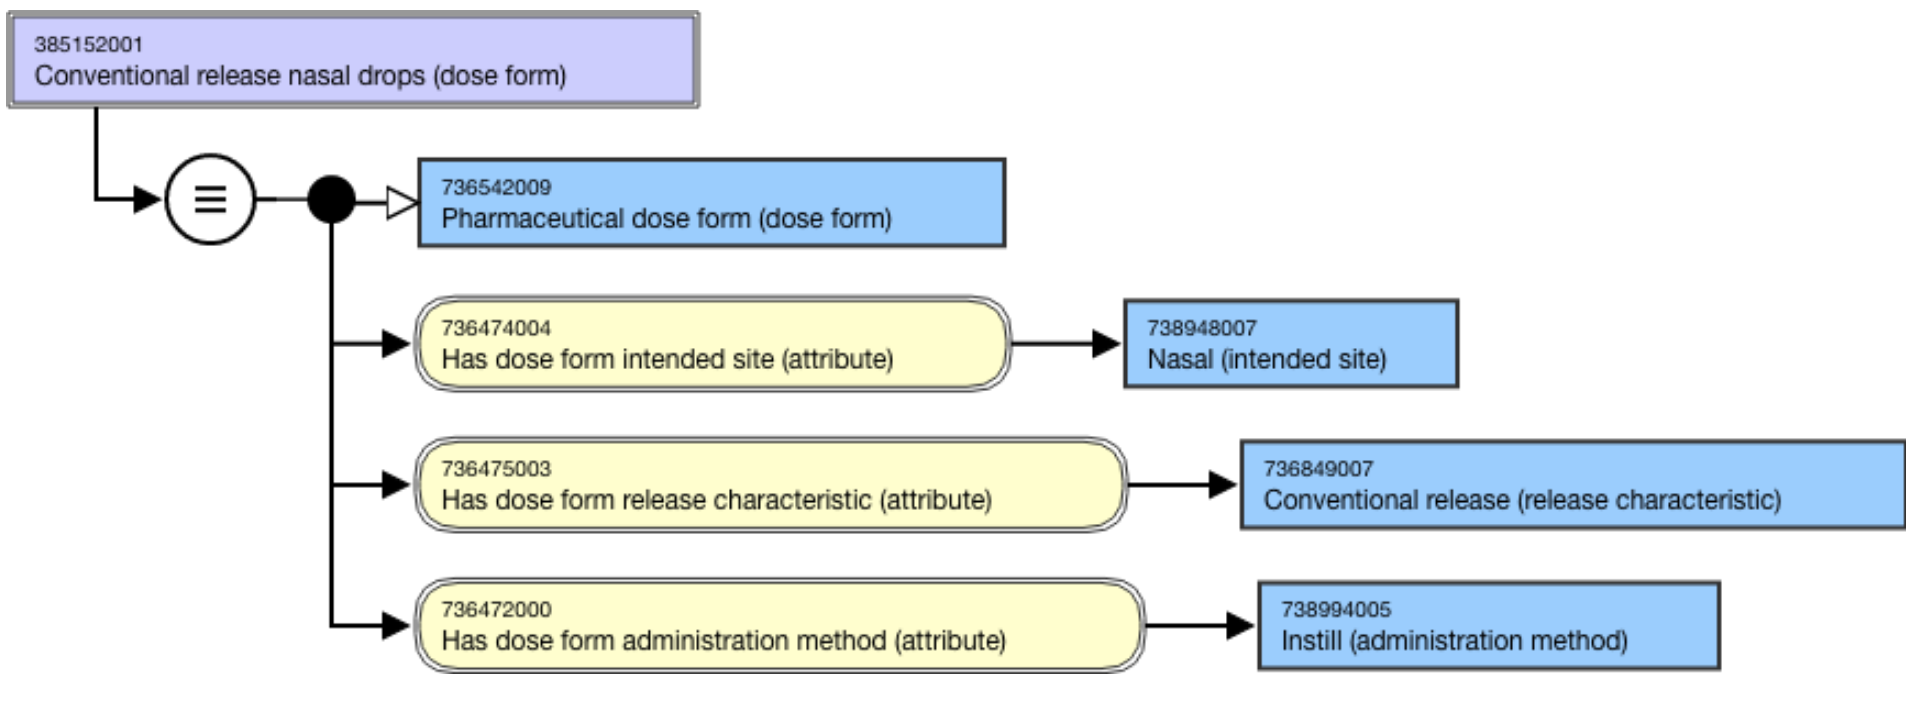 385152001
Conventional release nasal drops (dose form)
736542009
Pharmaceutical dose form (dose form)
736474004
Has dose form intended site (attribute)
738948007
Nasal (intended site)
736475003
Has dose form release characteristic (attribute)
736849007
Conventional release (release characteristic)
736472000
Has dose form administration method (attribute)
738994005
Instill (administration method)